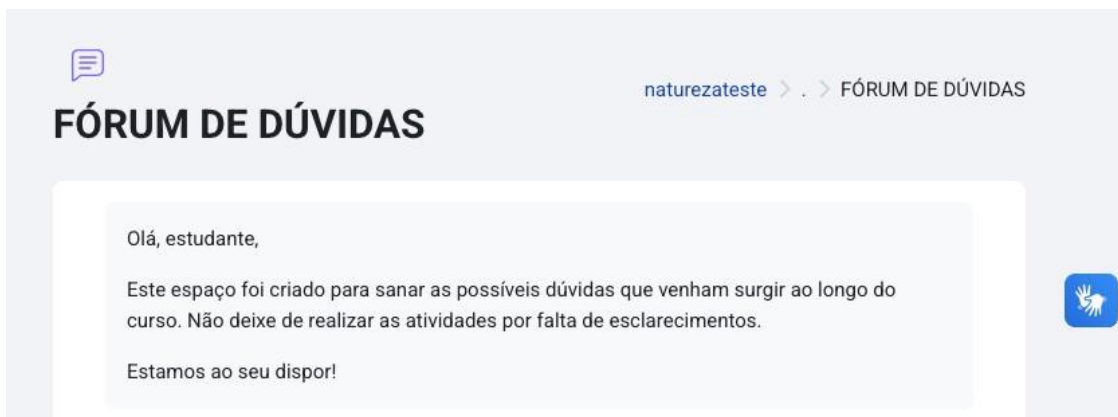 naturezateste > . > FÓRUM DE DÚVIDAS
FÓRUM DE DÚVIDAS
Olá, estudante,
Este espaço foi criado para sanar as possíveis dúvidas que venham surgir ao longo do
curso. Não deixe de realizar as atividades por falta de esclarecimentos.
Estamos ao seu dispor!